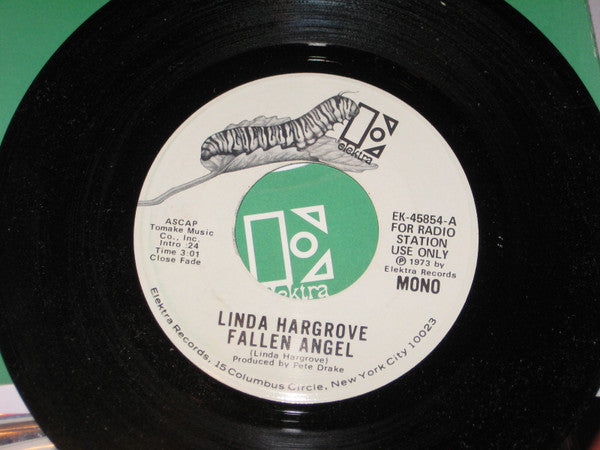 elektra
ASCAP
Tomake Music
Co., Inc.
Intro :24
Time 3:01
Close Fade
EK-45854-A
FOR RADIO
STATION
USE ONLY
Ⓟ 1973 by
Elektra Records
MONO
elektra
LINDA HARGROVE
FALLEN ANGEL
(Linda Hargrove)
Produced by Pete Drake
Elektra Records, 15 Columbus Circle, New York City 10023